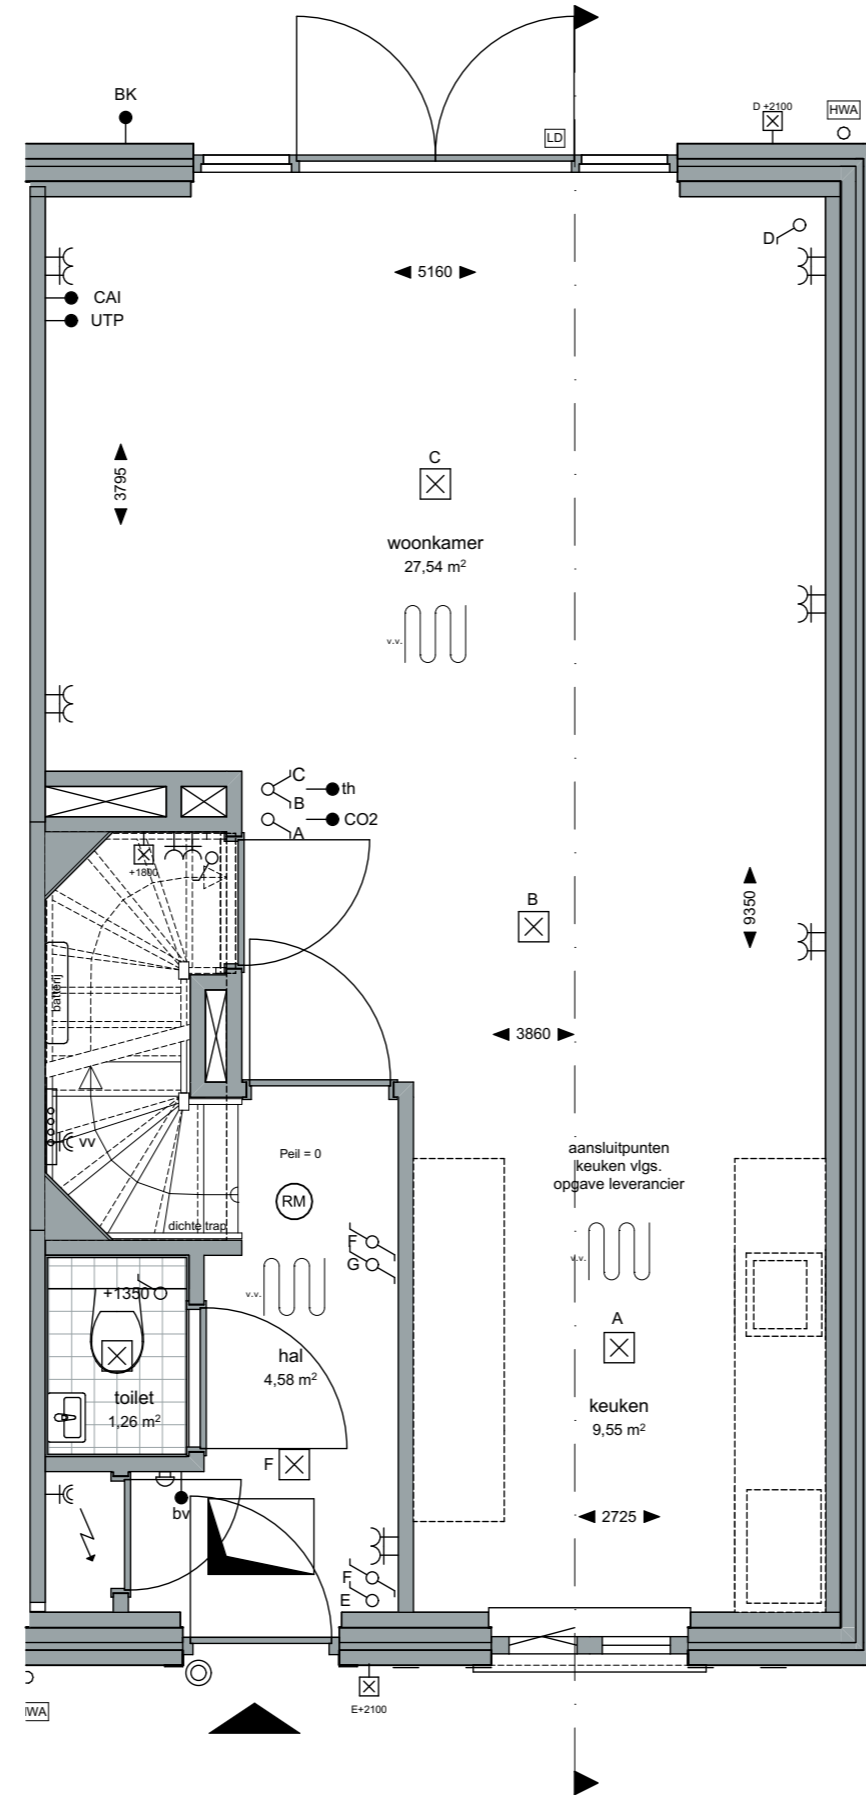 BK
D +2100
HWA
LD
D
5160
CAI
UTP
3795
C
woonkamer
27,54 m²
v.v.
C
th
B
CO2
A
+1800
B
9350
batterij
3860
vv
Peil = 0
aansluitpunten
keuken vlgs.
opgave leverancier
RM
dichte trap
F
G
v.v.
v.v.
+1350
A
hal
4,58 m²
toilet
1,26 m²
keuken
9,55 m²
F
bv
2725
F
E
E+2100